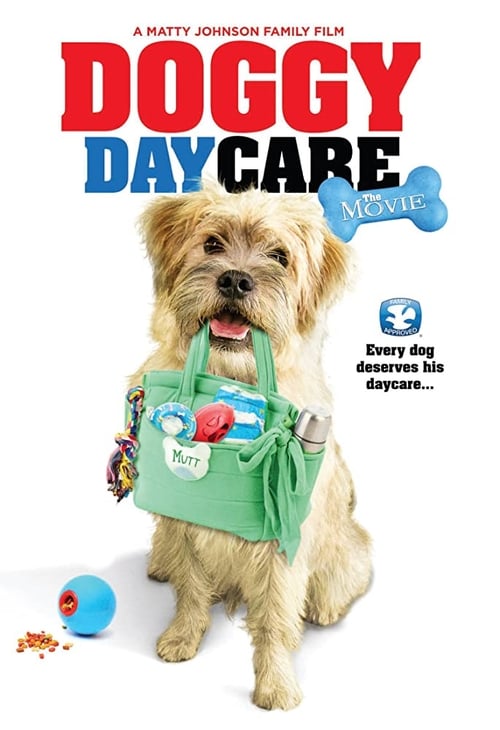 A MATTY JOHNSON FAMILY FILM
DOGGY
DAYCARE
The
MOVIE
FAMILY
APPROVED
Every dog
deserves his
daycare...
MUTT